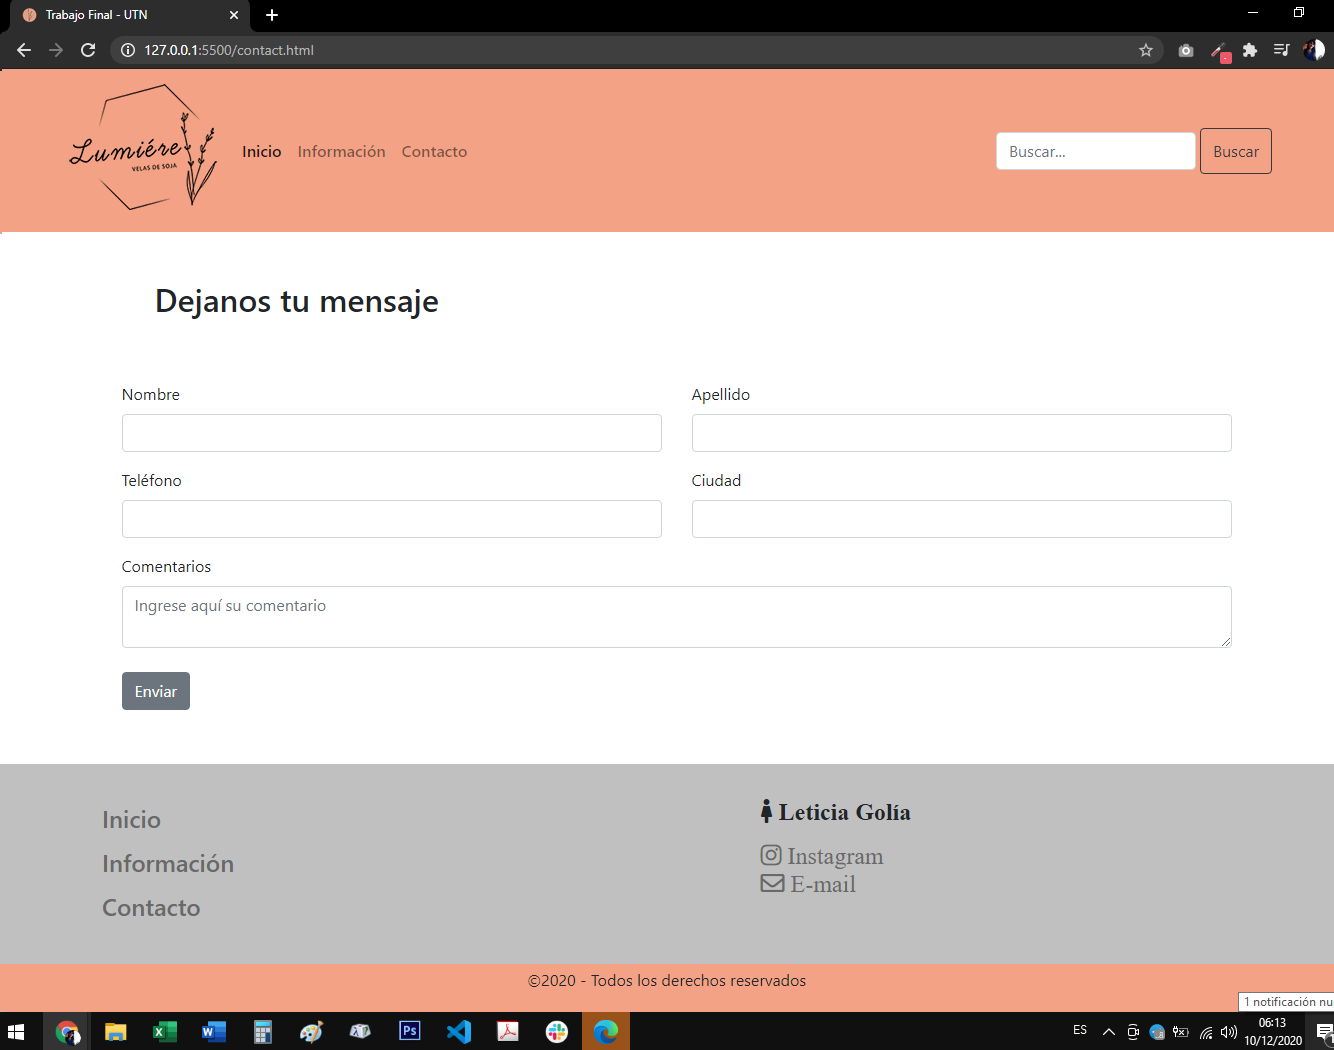 Trabajo Final - UTN
127.0.0.1:5500/contact.html
Lumiére
VELAS DE SOJA
Inicio Información Contacto
Buscar... Buscar
Dejanos tu mensaje
Nombre Apellido
Teléfono Ciudad
Comentarios
Ingrese aquí su comentario
Enviar
Inicio
Información
Contacto
Leticia Golía
Instagram
E-mail
©2020 - Todos los derechos reservados
1 notificación nu
Ps
ES
06:13
10/12/2020